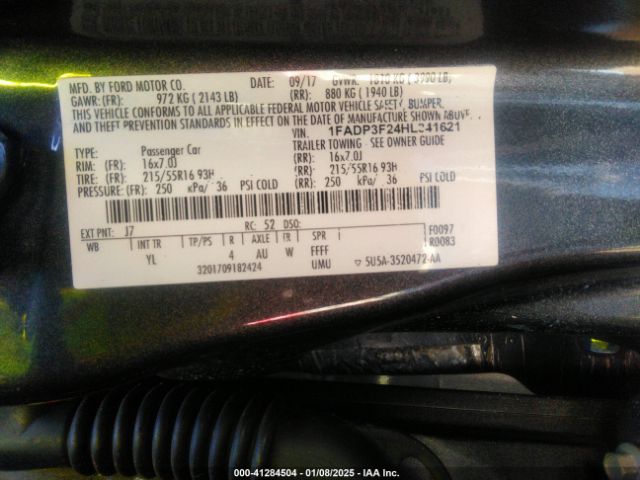 MFD. BY FORD MOTOR CO. DATE: 09/17 GVWR: KG ( LB)
GAWR: (FR): 972 KG ( 2143 LB) (RR): 880 KG ( 1940 LB)
THIS VEHICLE CONFORMS TO ALL APPLICABLE FEDERAL MOTOR VEHICLE SAFETY, BUMPER,
AND THEFT PREVENTION STANDARDS IN EFFECT ON THE DATE OF MANUFACTURE SHOWN ABOVE.
VIN:
TYPE: Passenger Car TRAILER TOWING - SEE OWNER GUIDE
RIM: (FR): 16x7.0J (RR): 16x7.0J
TIRE: (FR): 215/55R16 93H (RR): 215/55R16 93H
PRESSURE: (FR): 250 kPa/ 36 PSI COLD (RR): 250 kPa/ 36 PSI COLD
EXT PNT: J7 RC: 52 DSO: F0097
WB INT TR TP/PS R AXLE TR SPR R0083
YL 4 AU W FFFF
3201709182424 UMU ▽ 5U5A-3520472-AA
000-41284504 | 01/08/2025 - IAA Inc.